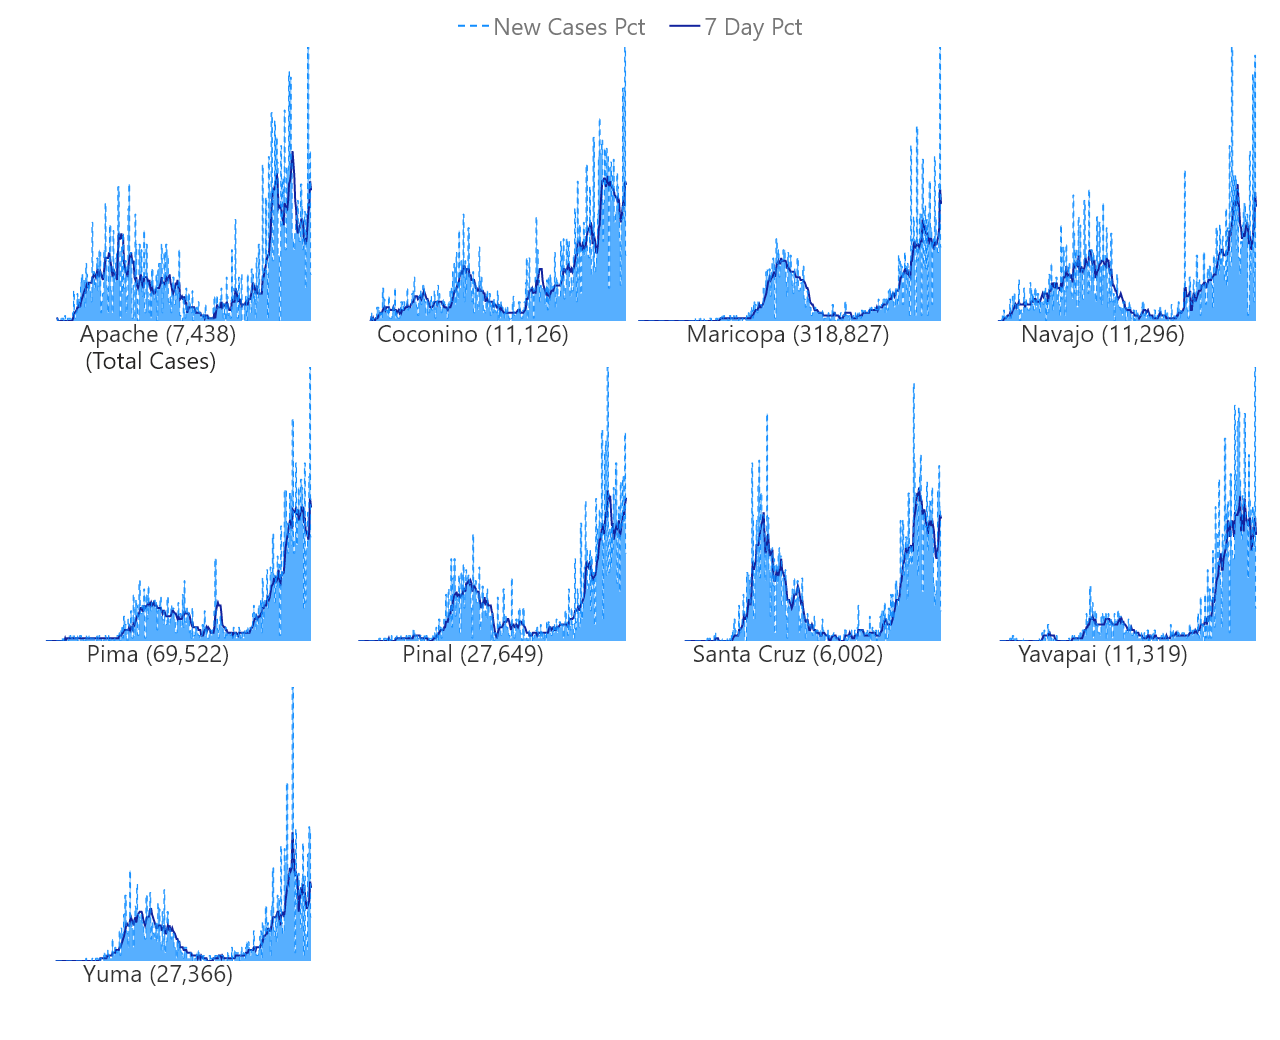 New Cases Pct 7 Day Pct
Apache (7,438) Coconino (11,126) Maricopa (318,827) Navajo (11,296)
(Total Cases)
Pima (69,522) Pinal (27,649) Santa Cruz (6,002) Yavapai (11,319)
Yuma (27,366)